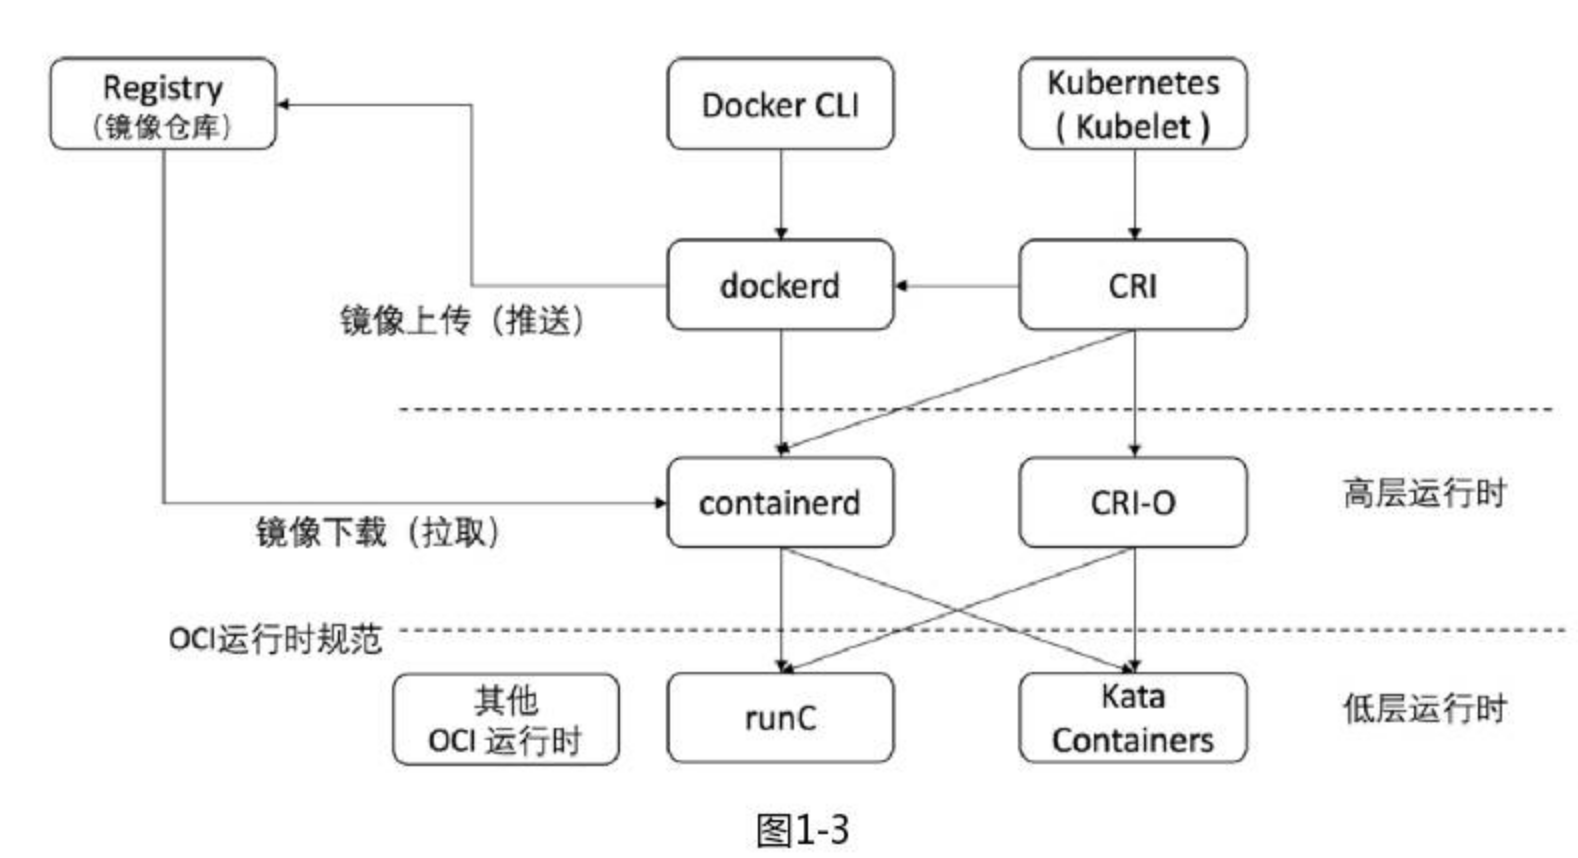 Registry
（镜像仓库）
Docker CLI
Kubernetes
( Kubelet )
dockerd
CRI
镜像上传（推送）
containerd
CRI-O
高层运行时
镜像下载（拉取）
OCI运行时规范
其他
OCI 运行时
runC
Kata
Containers
低层运行时
图1-3